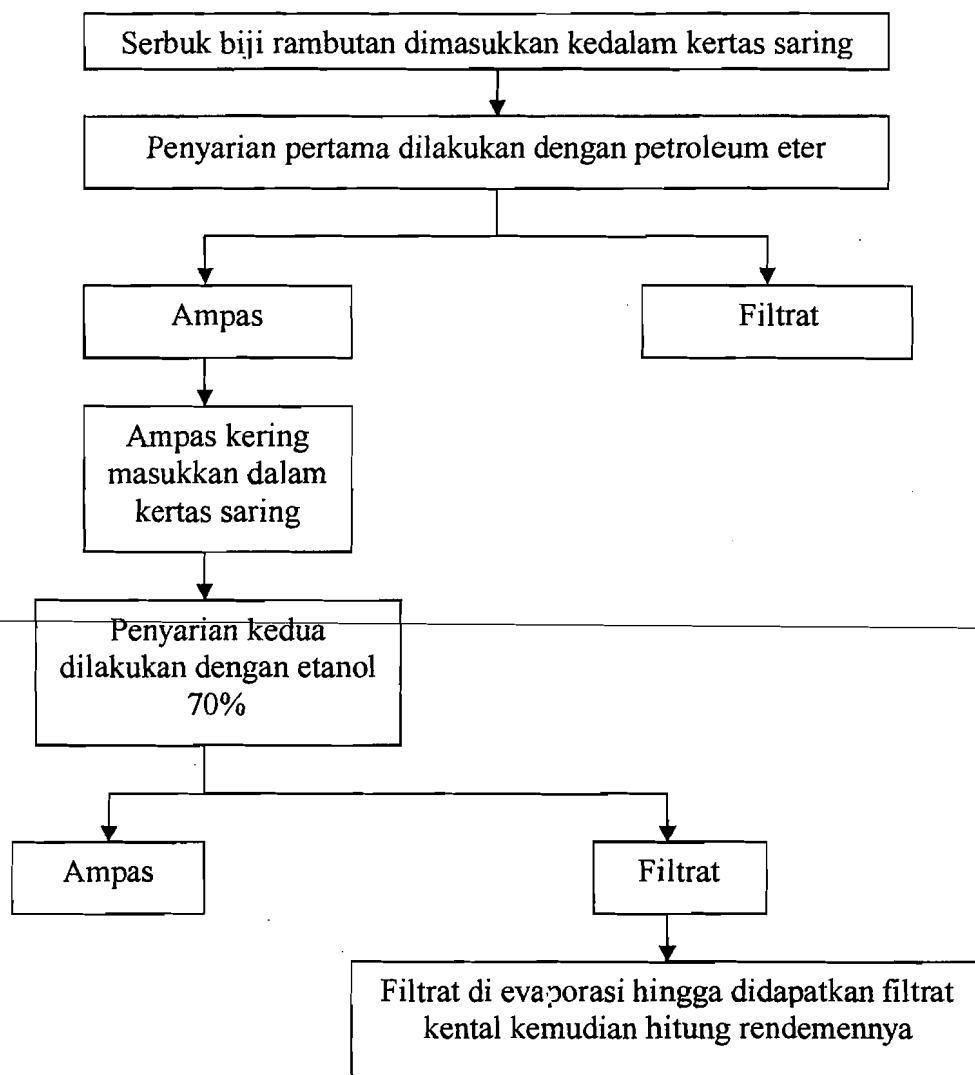 Serbuk biji rambutan dimasukkan kedalam kertas saring
Penyarian pertama dilakukan dengan petroleum eter
Ampas
Filtrat
Ampas kering
masukkan dalam
kertas saring
Penyarian kedua
dilakukan dengan etanol
70%
Ampas
Filtrat
Filtrat di evaporasi hingga didapatkan filtrat
kental kemudian hitung rendemennya